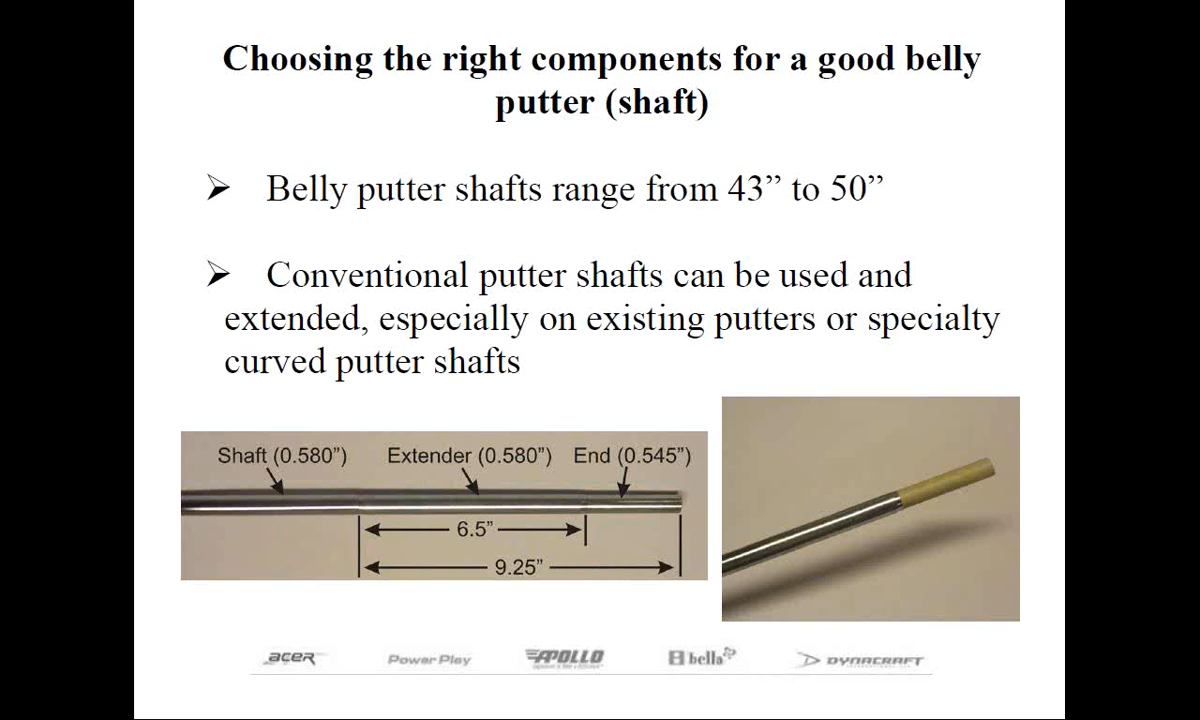 Choosing the right components for a good belly
putter (shaft)
➢ Belly putter shafts range from 43” to 50”
➢ Conventional putter shafts can be used and
extended, especially on existing putters or specialty
curved putter shafts
Shaft (0.580”) Extender (0.580”) End (0.545”)
6.5”
9.25”
acer Power Play APOLLO bella DYNACRAFT